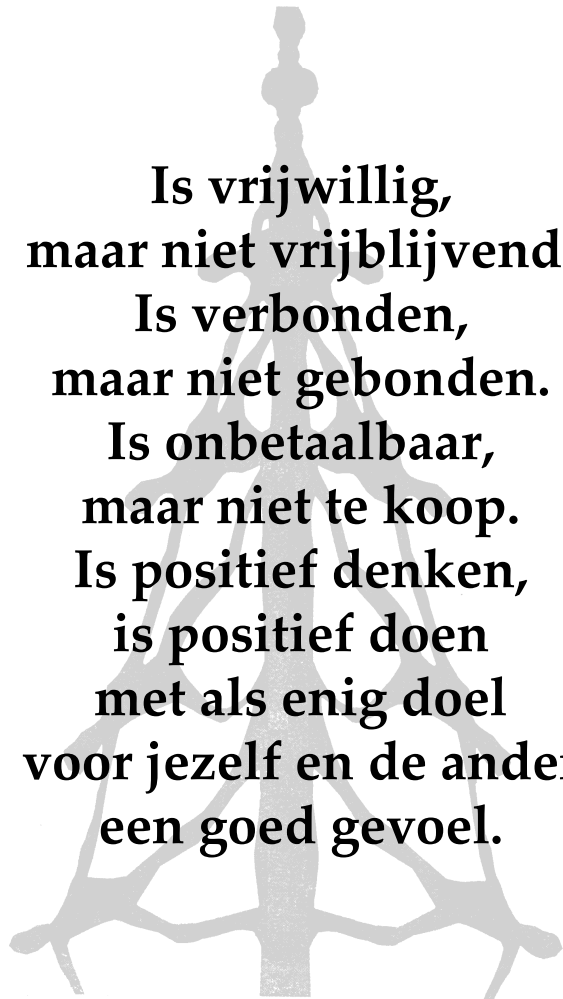 Is vrijwillig,
maar niet vrijblijvend
Is verbonden,
maar niet gebonden.
Is onbetaalbaar,
maar niet te koop.
Is positief denken,
is positief doen
met als enig doel
voor jezelf en de ander
een goed gevoel.